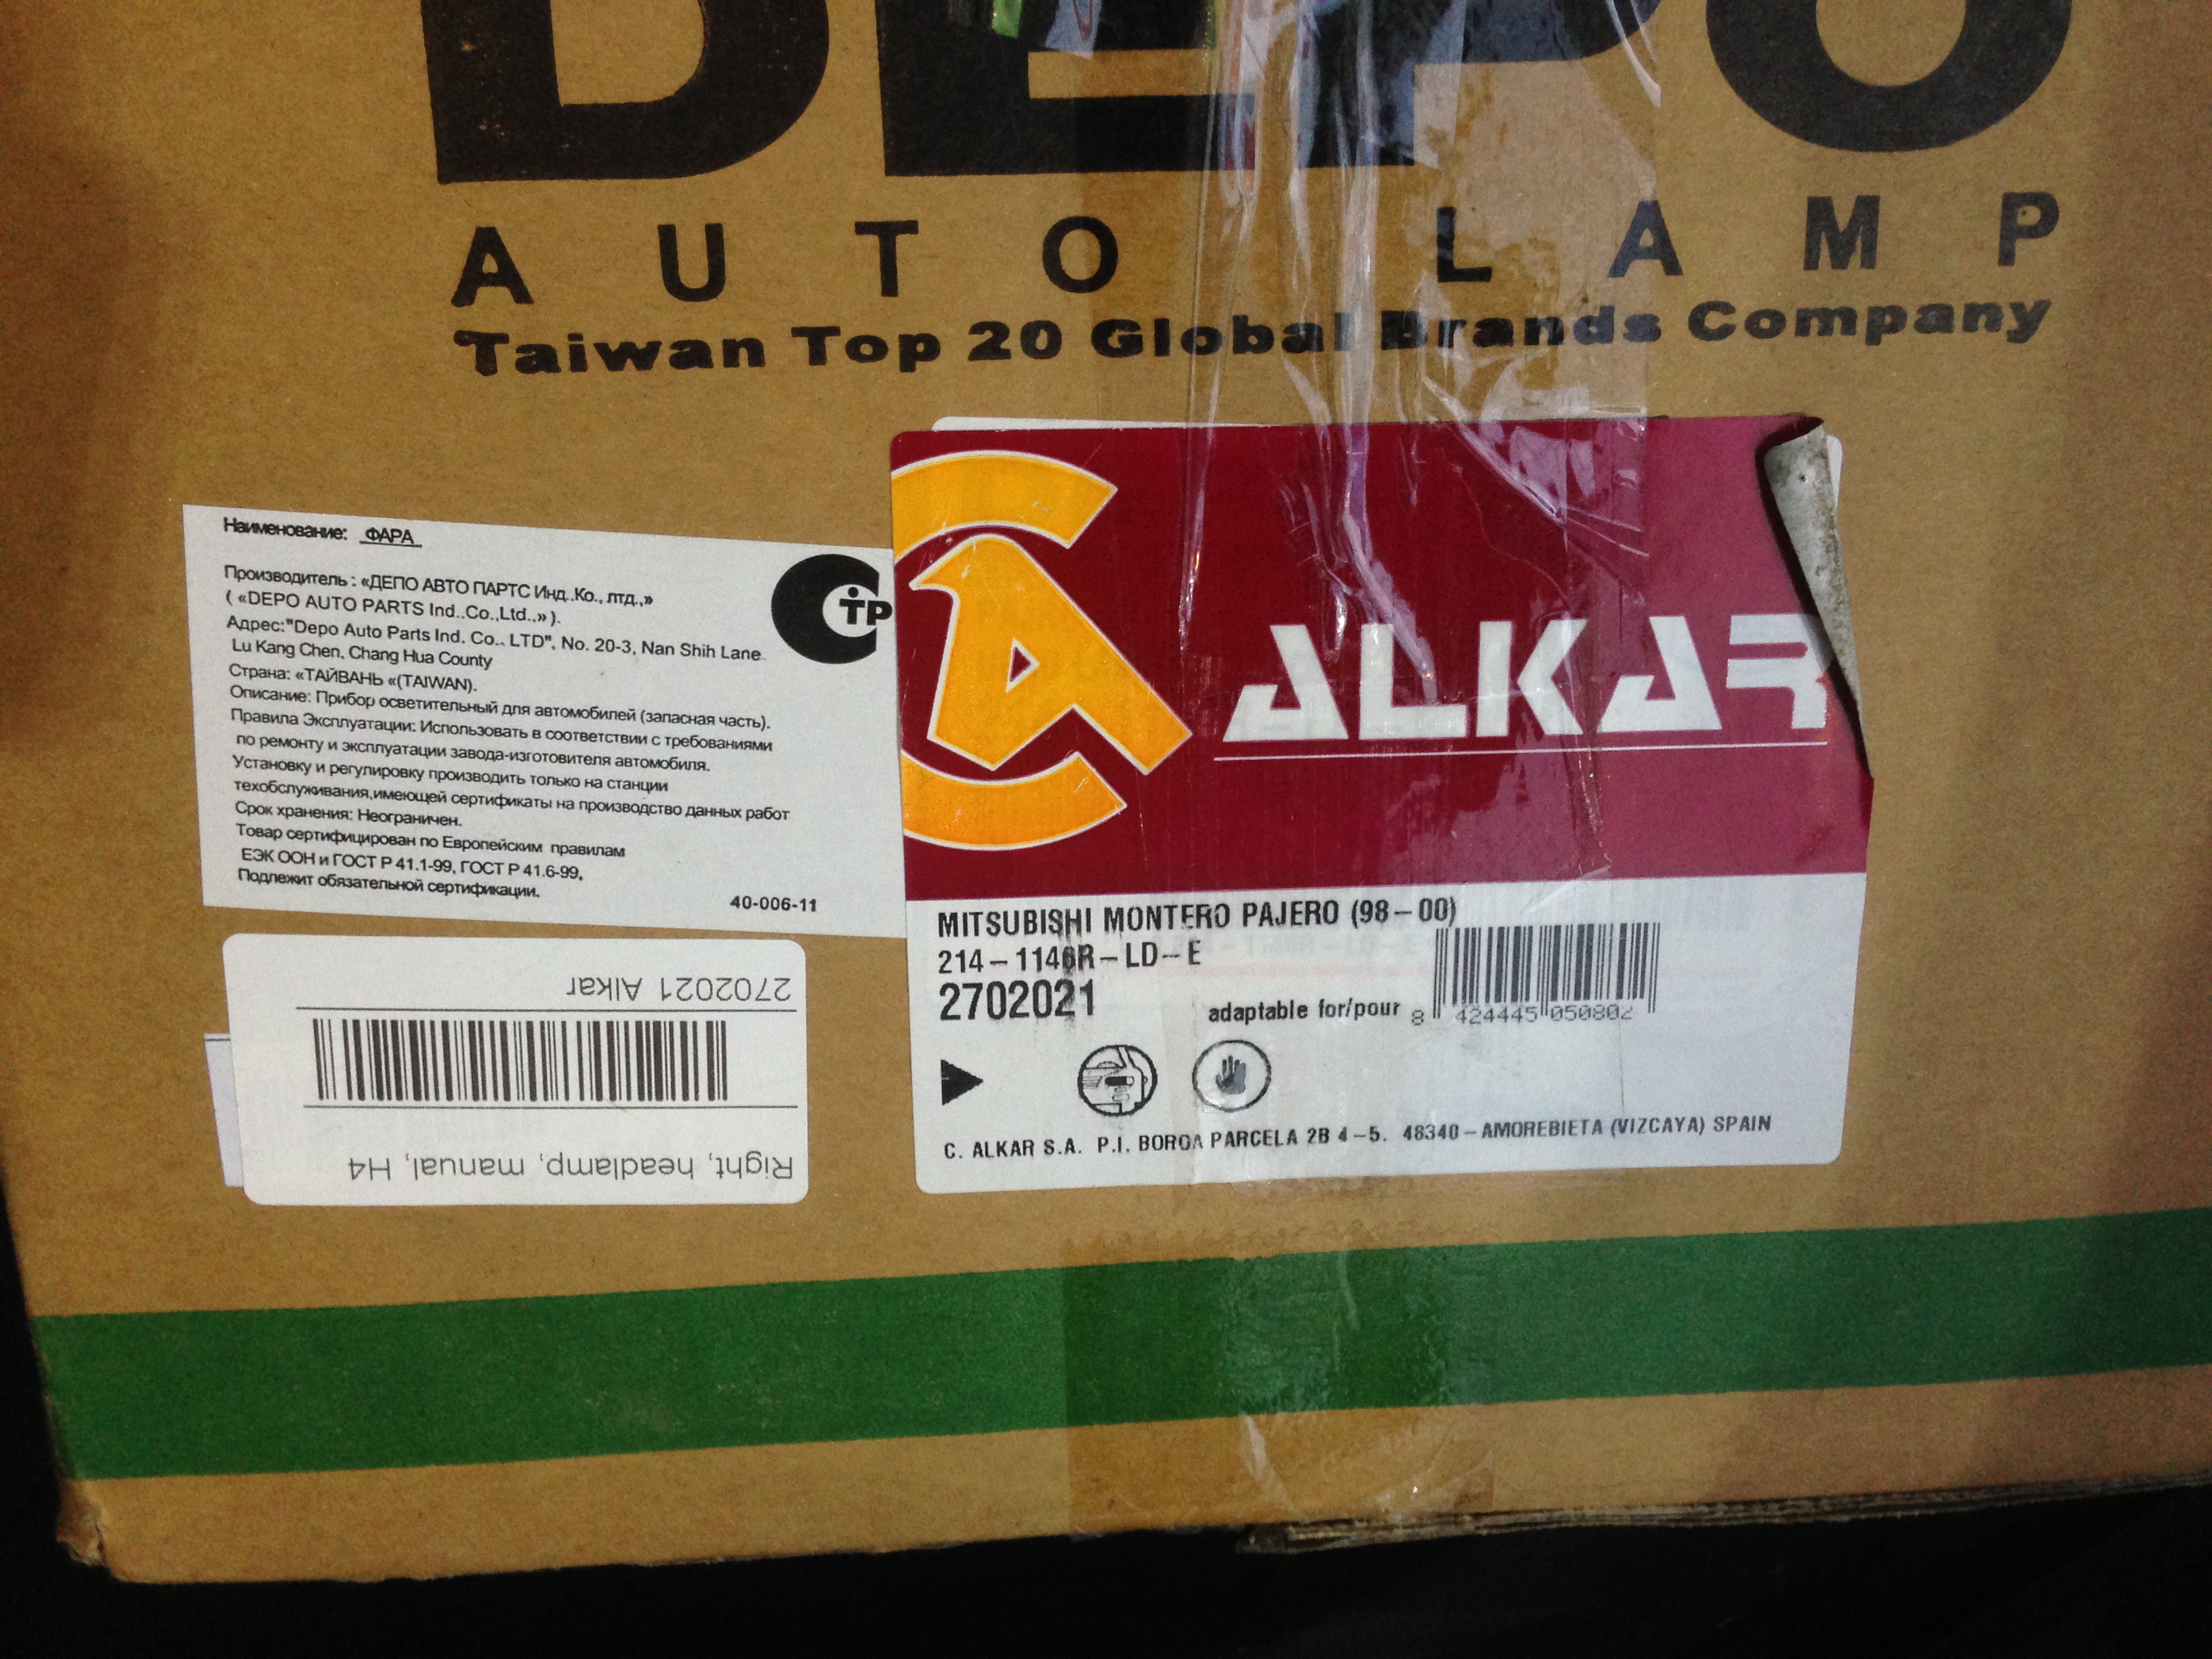 DEPO
AUTO LAMP
Taiwan Top 20 Global Brands Company
Наименование: ФАРА
Производитель : «ДЕПО АВТО ПАРТС Инд..Ко., лтд.,»
( «DEPO AUTO PARTS Ind..Co.,Ltd.,» ).
Адрес:"Depo Auto Parts Ind. Co.. LTD", No. 20-3, Nan Shih Lane
Lu Kang Chen, Chang Hua County
Страна: «ТАЙВАНЬ «(TAIWAN).
Описание: Прибор осветительный для автомобилей (запасная часть).
Правила Эксплуатации: Использовать в соответствии с требованиями
по ремонту и эксплуатации завода-изготовителя автомобиля.
Установку и регулировку производить только на станции
техобслуживания,имеющей сертификаты на производство данных работ
Срок хранения: Неограничен.
Товар сертифицирован по Европейским правилам
ЕЭК ООН и ГОСТ Р 41.1-99, ГОСТ Р 41.6-99,
Подлежит обязательной сертификации.
40-006-11
СТР
ALKAR
MITSUBISHI MONTERO PAJERO (98-00)
214-1146R-LD-E
2702021
adaptable for/pour
8 424445 050802
C. ALKAR S.A. P.I. BOROA PARCELA 2B 4-5. 48340-AMOREBIETA (VIZCAYA) SPAIN
Right, headlamp, manual, H4
2702021 Alkar